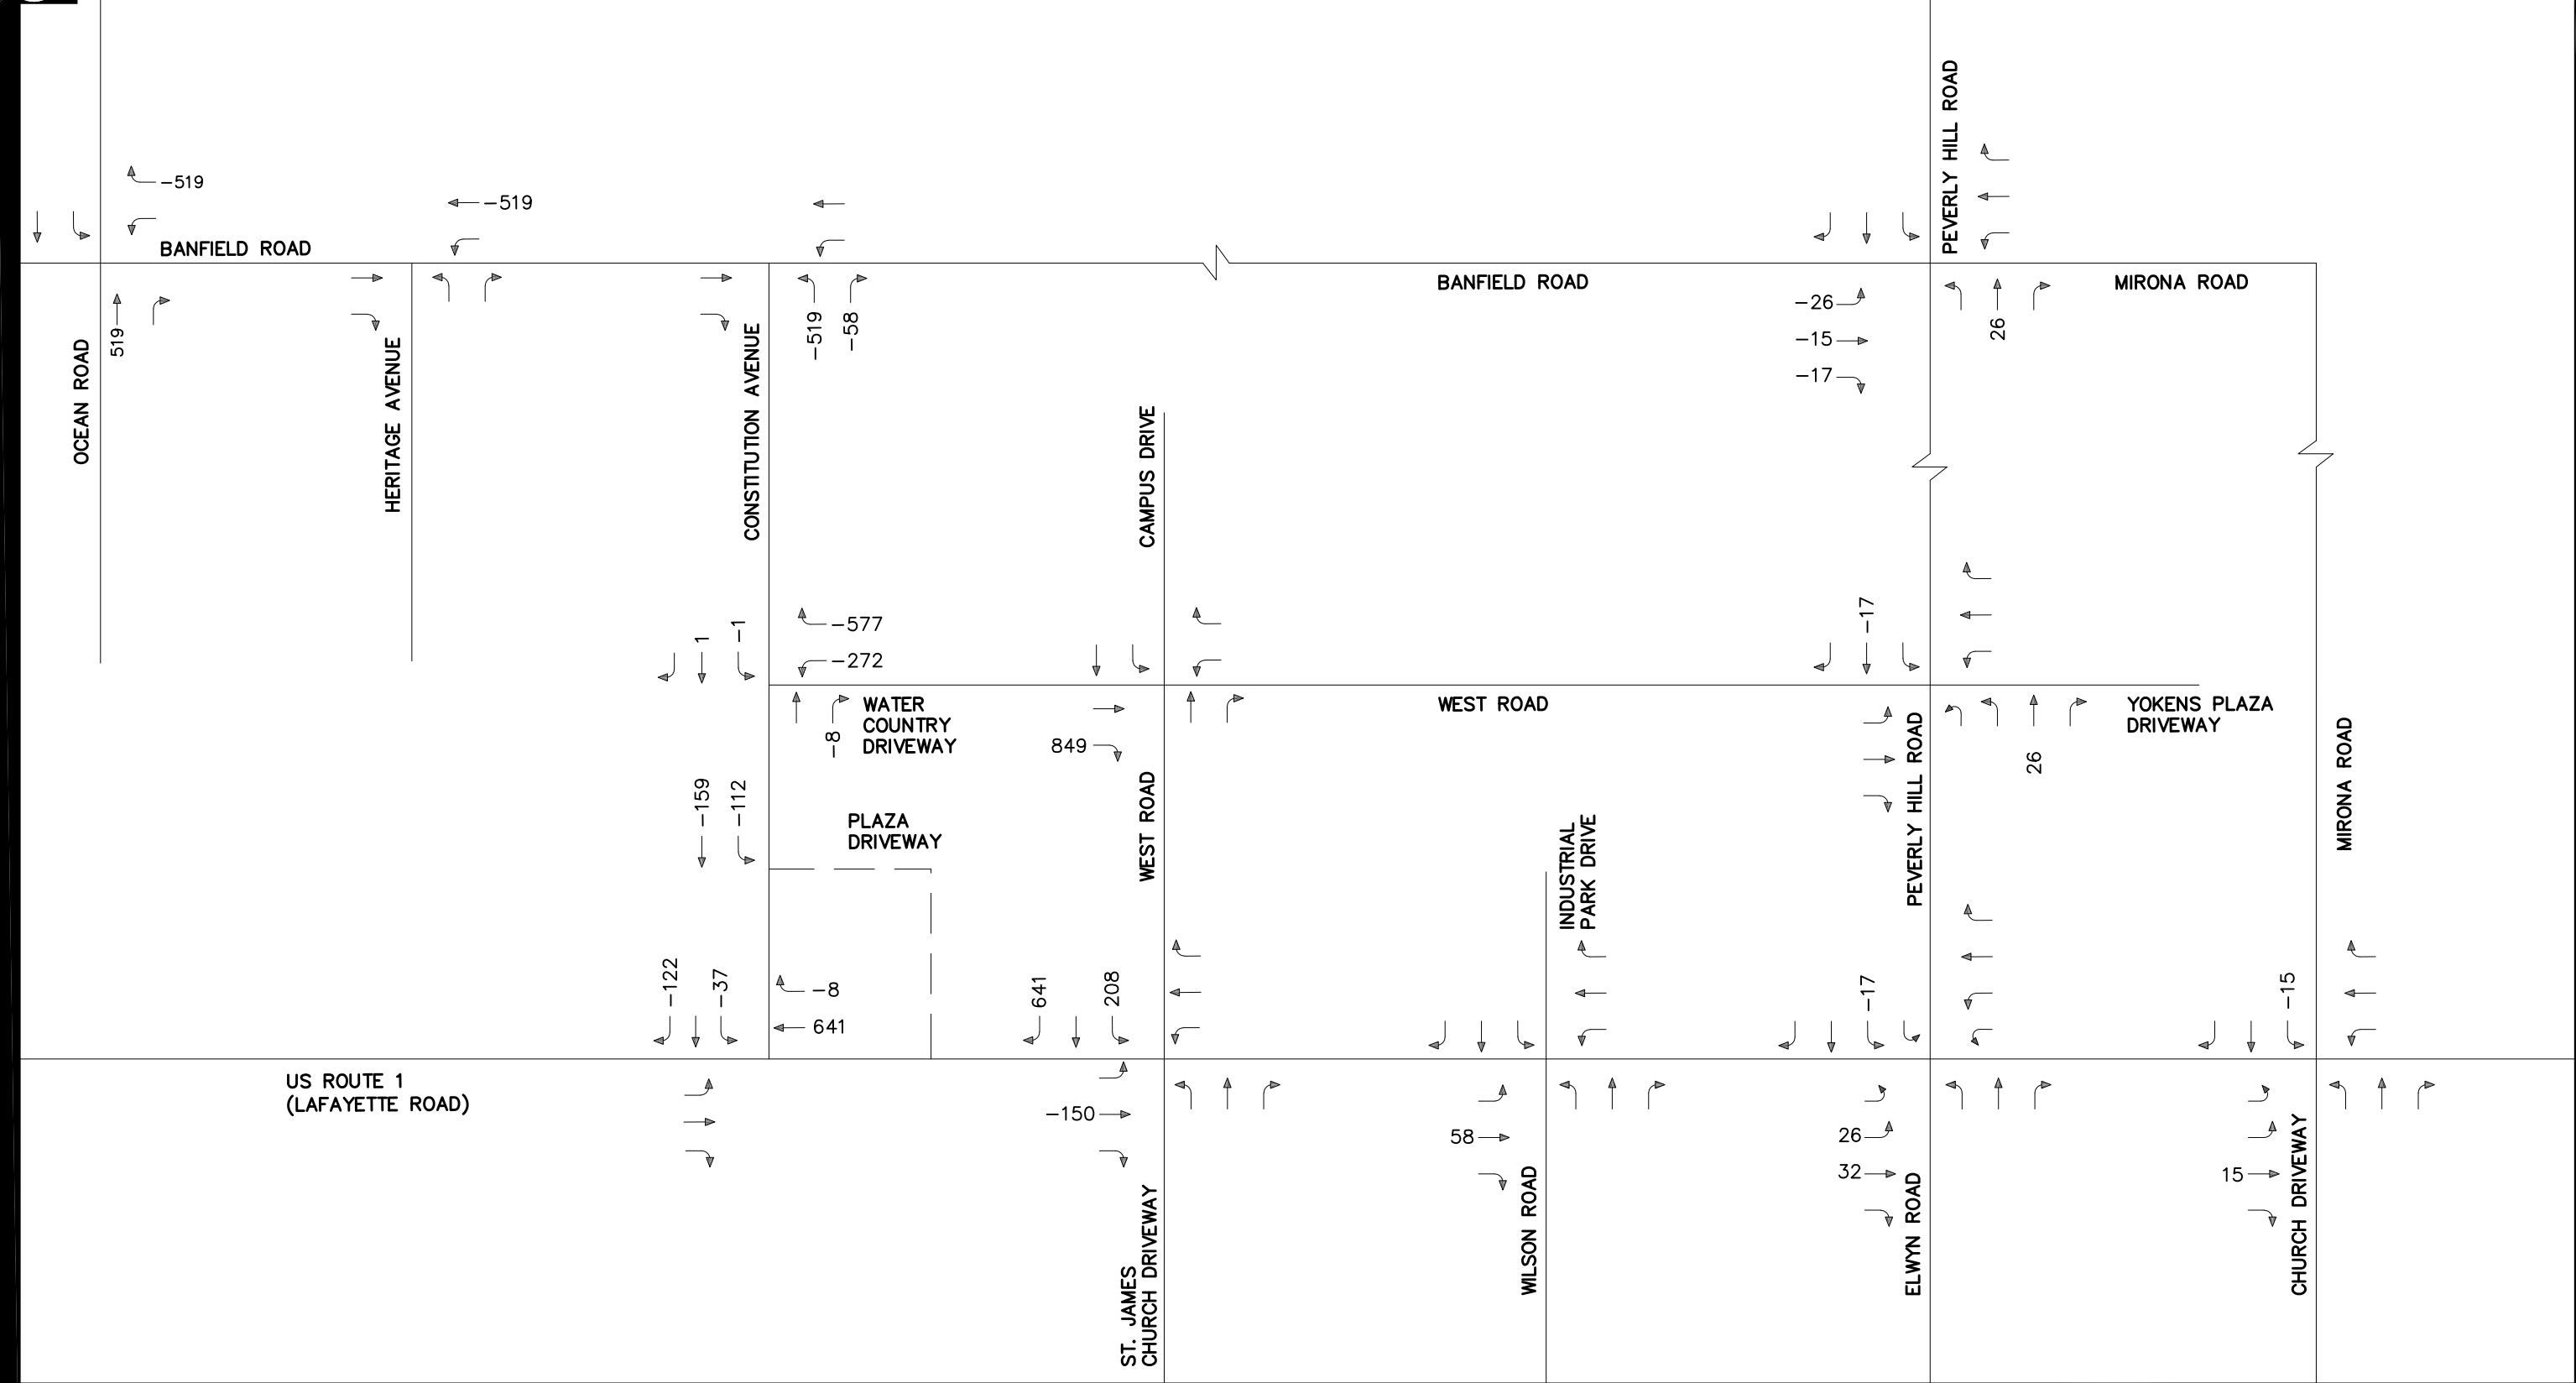 PEVERLY HILL ROAD
-519
-519
BANFIELD ROAD
BANFIELD ROAD
MIRONA ROAD
-26
-15
-17
26
519
-519
-58
OCEAN ROAD
HERITAGE AVENUE
CONSTITUTION AVENUE
CAMPUS DRIVE
1
-1
-577
-272
-17
WATER
COUNTRY
DRIVEWAY
-8
849
WEST ROAD
YOKENS PLAZA
DRIVEWAY
26
PEVERLY HILL ROAD
MIRONA ROAD
-159
-112
PLAZA
DRIVEWAY
WEST ROAD
INDUSTRIAL
PARK DRIVE
-122
-37
-8
641
641
208
-17
-15
US ROUTE 1
(LAFAYETTE ROAD)
-150
58
26
32
15
ST. JAMES
CHURCH DRIVEWAY
WILSON ROAD
ELWYN ROAD
CHURCH DRIVEWAY